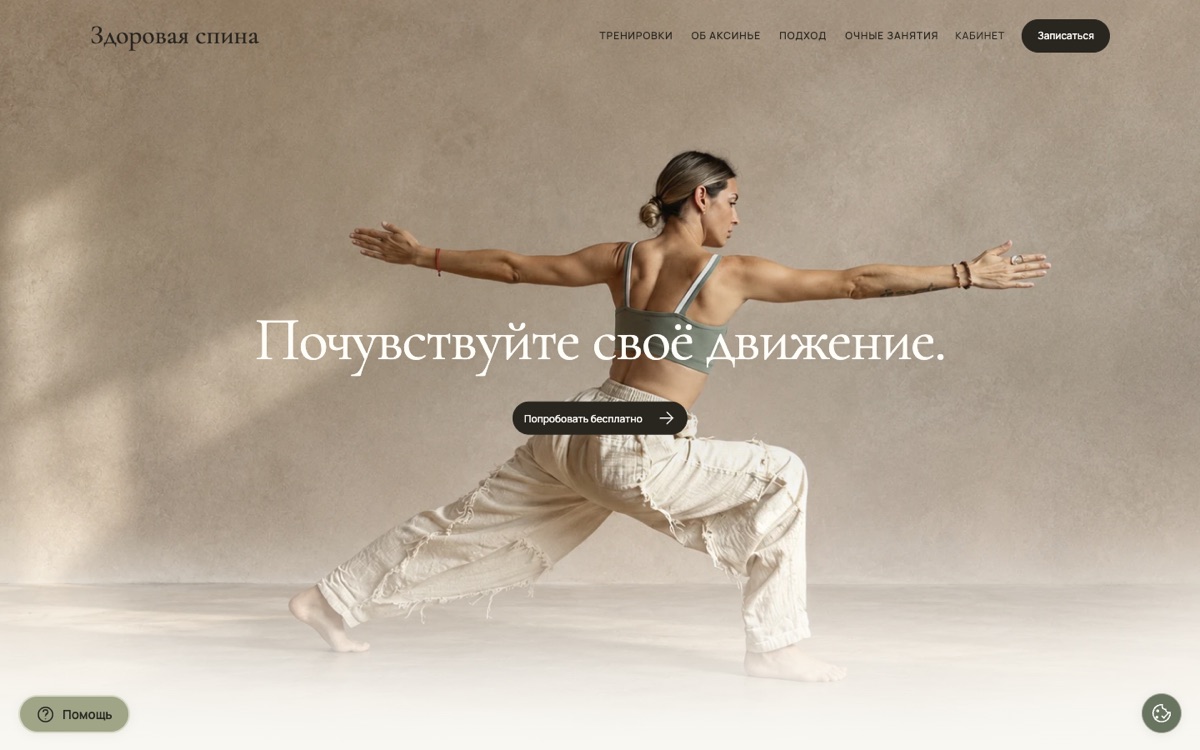 Здоровая спина
ТРЕНИРОВКИ ОБ АКСИНЬЕ ПОДХОД ОЧНЫЕ ЗАНЯТИЯ КАБИНЕТ Записаться
Почувствуйте своё движение.
Попробовать бесплатно
Помощь